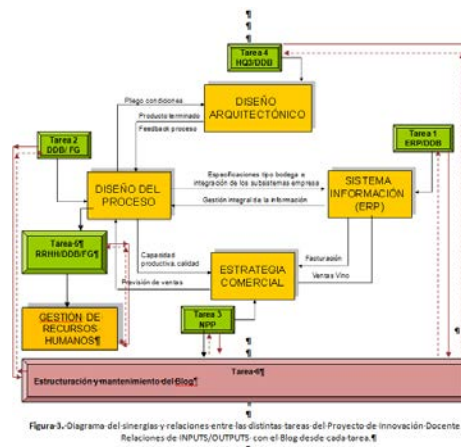 Tarea 4
HQ3/DDB
DISEÑO
ARQUITECTÓNICO
Pliego condiciones
Producto terminado
Feedback proceso
Tarea 2
DDB/ FG
Tarea 1
ERP/DDB
DISEÑO DEL
PROCESO
Especificaciones tipo bodega e
integración de los subsistemas empresa
Gestión integral de la información
SISTEMA
INFORMACIÓN
(ERP)
Tarea-5¶
RRHH/DDB/FG¶
Capacidad
productiva, calidad
Provisión de ventas
ESTRATEGIA
COMERCIAL
Facturación
Ventas Vino
GESTIÓN DE
RECURSOS
HUMANOS¶
Tarea 3
NPP
Tarea-6¶
Estructuración y mantenimiento del Blog¶
Figura-3.-Diagrama del sinergias y relaciones entre las distintas tareas del Proyecto de Innovación Docente
Relaciones de INPUTS/OUTPUTS con el Blog desde cada tarea.¶